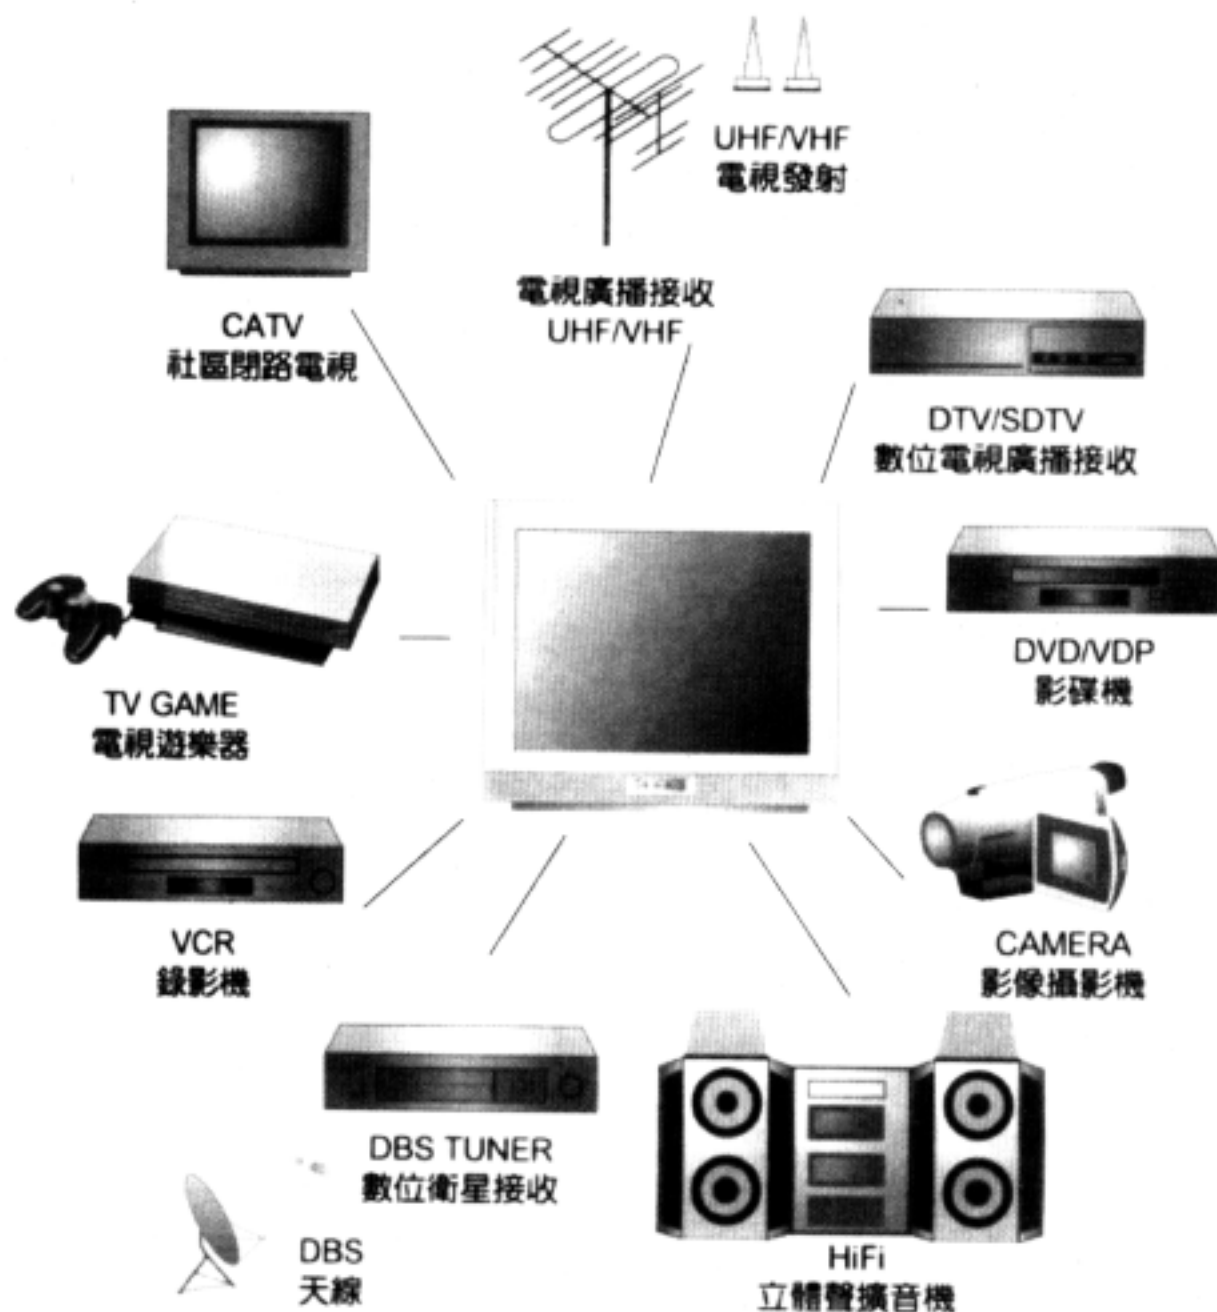 UHF/VHF
電視發射
電視廣播接收
UHF/VHF
CATV
社區閉路電視
DTV/SDTV
數位電視廣播接收
DVD/VDP
影碟機
TV GAME
電視遊樂器
VCR
錄影機
CAMERA
影像攝影機
DBS TUNER
數位衛星接收
DBS
天線
HiFi
立體聲擴音機